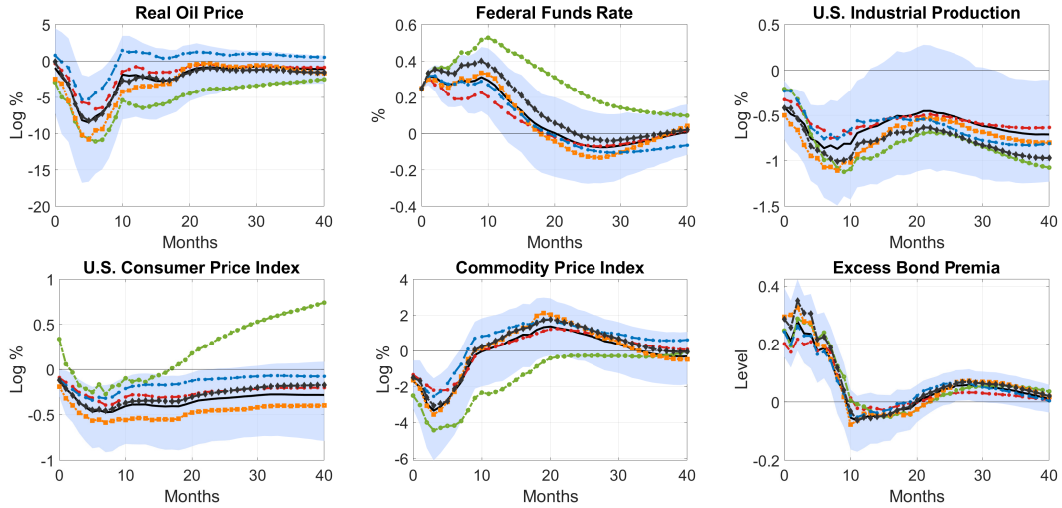 Real Oil Price
Federal Funds Rate
U.S. Industrial Production
5
0
-5
-10
-15
-20
Log %
0 10 20 30 40
Months
0.6
0.4
0.2
0
-0.2
-0.4
%
0 10 20 30 40
Months
0.5
0
-0.5
-1
-1.5
Level
0 10 20 30 40
Months
U.S. Consumer Price Index
Commodity Price Index
Excess Bond Premia
1
0.5
0
-0.5
-1
Log %
0 10 20 30 40
Months
4
2
0
-2
-4
-6
Log %
0 10 20 30 40
Months
0.4
0.2
0
-0.2
Level
0 10 20 30 40
Months